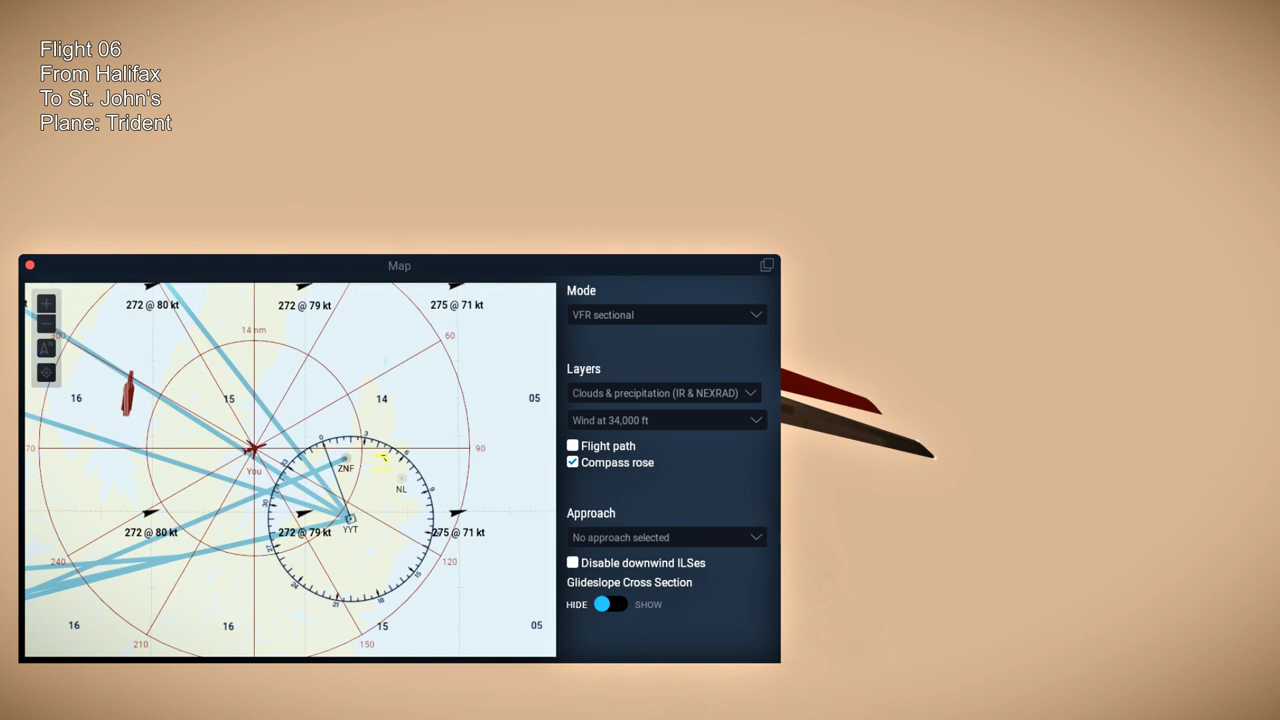 Flight 06
From Halifax
To St. John's
Plane: Trident
Map
272 @ 80 kt
272 @ 79 kt
275 @ 71 kt
300
14 nm
60
16
15
14
05
70
You
90
ZNF
NL
YYT
272 @ 80 kt
272 @ 79 kt
275 @ 71 kt
240
120
16
16
15
05
210
150
Mode
VFR sectional
Layers
Clouds & precipitation (IR & NEXRAD)
Wind at 34,000 ft
Flight path
Compass rose
Approach
No approach selected
Disable downwind ILSes
Glideslope Cross Section
HIDE SHOW